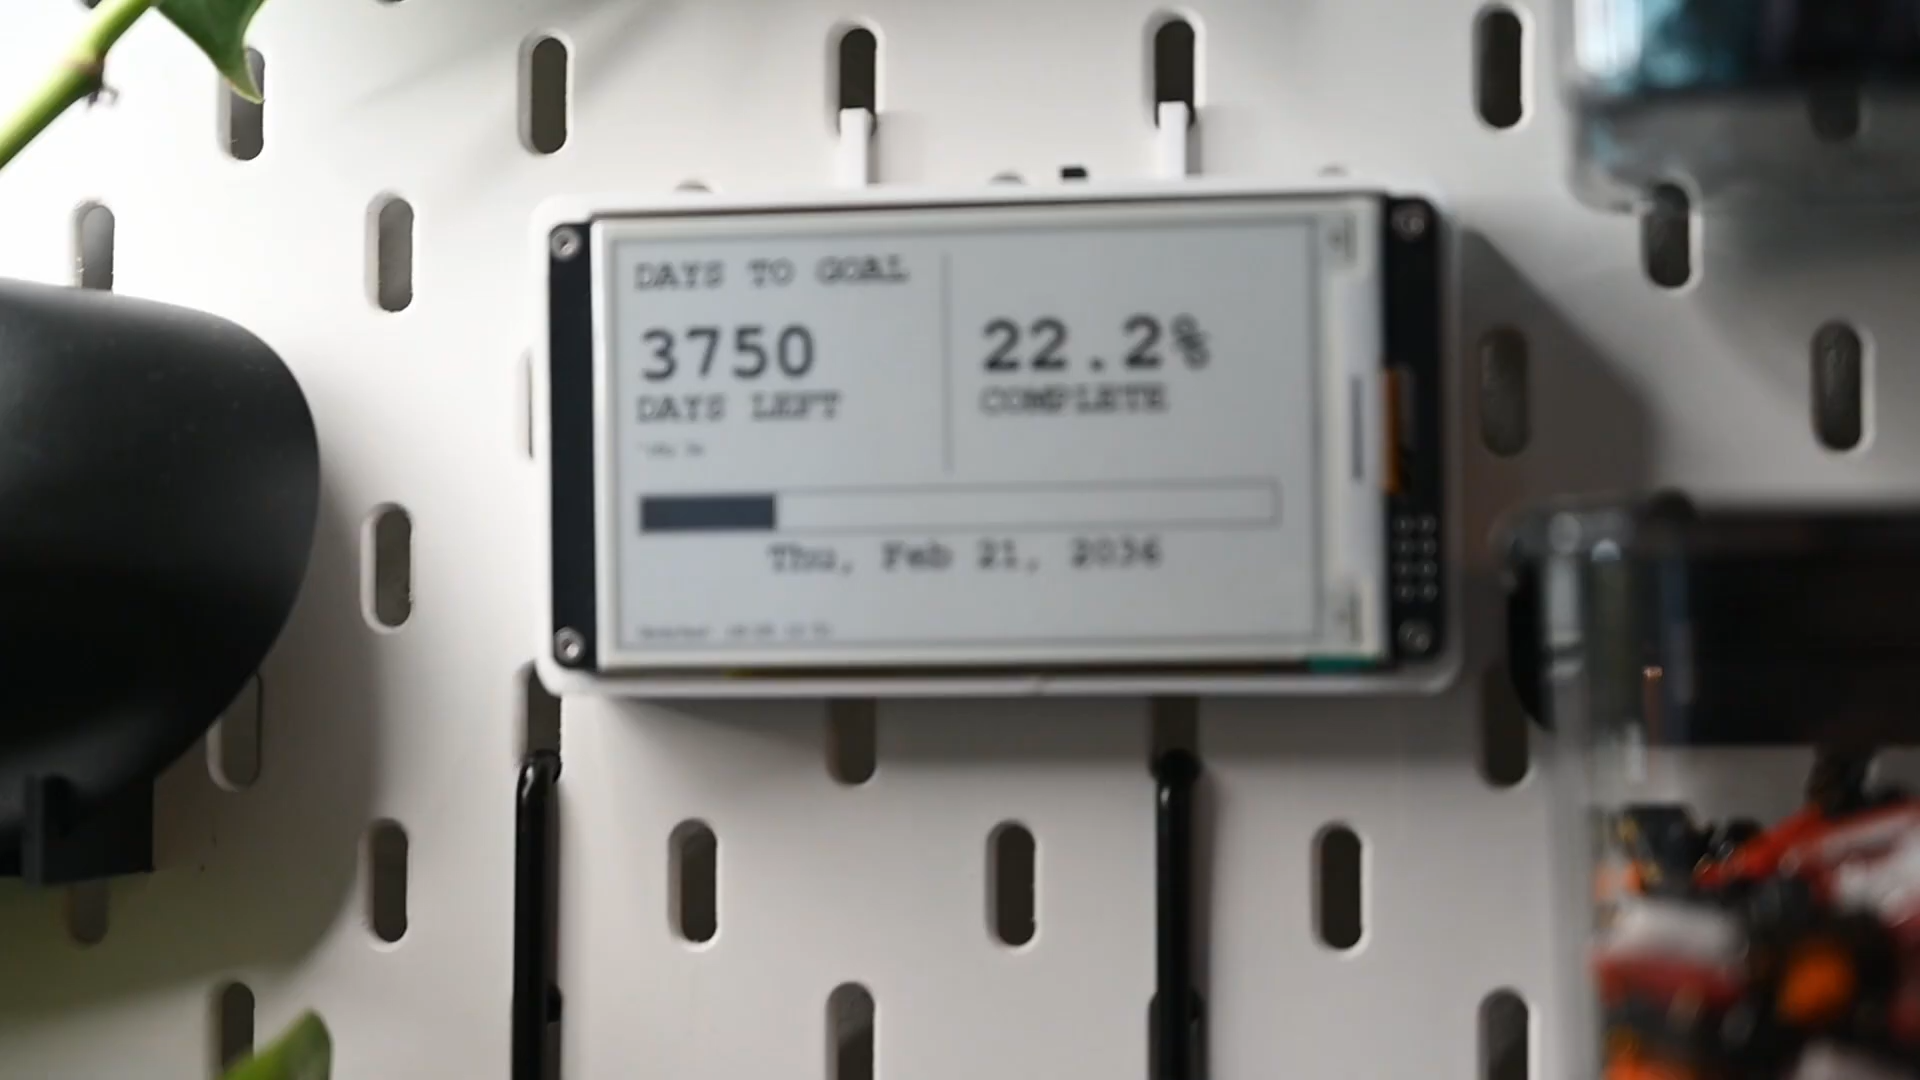 DAYS TO GOAL
3750
DAYS LEFT
22.2%
COMPLETE
Thu, Feb 21, 2036